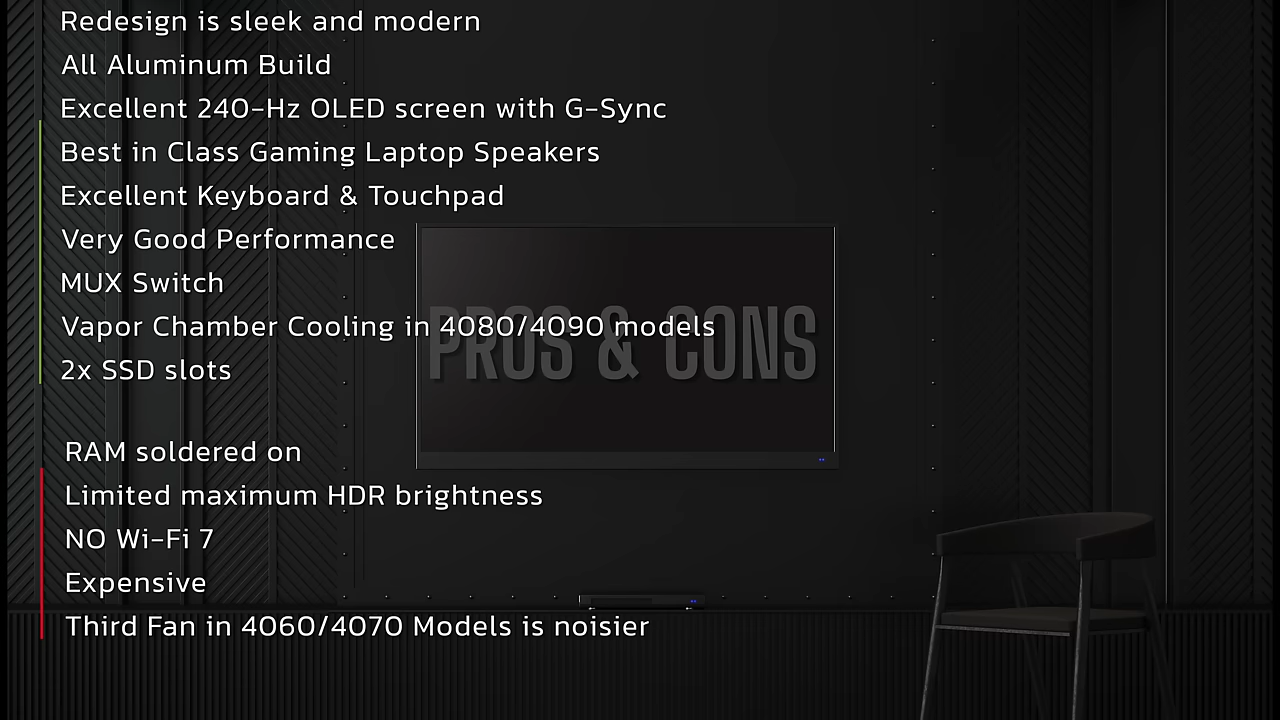 Redesign is sleek and modern
All Aluminum Build
Excellent 240-Hz OLED screen with G-Sync
Best in Class Gaming Laptop Speakers
Excellent Keyboard & Touchpad
Very Good Performance
MUX Switch
Vapor Chamber Cooling in 4080/4090 models
PROS & CONS
2x SSD slots
RAM soldered on
Limited maximum HDR brightness
NO Wi-Fi 7
Expensive
Third Fan in 4060/4070 Models is noisier